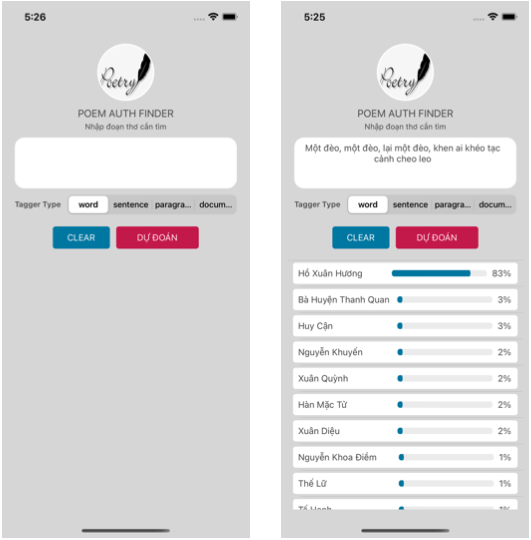 5:26
Poetry
POEM AUTH FINDER
Nhập đoạn thơ cần tìm
Tagger Type word sentence paragra... docum...
CLEAR DỰ ĐOÁN
5:25
Poetry
POEM AUTH FINDER
Nhập đoạn thơ cần tìm
Một đèo, một đèo, lại một đèo, khen ai khéo tạc
cảnh cheo leo
Tagger Type word sentence paragra... docum...
CLEAR DỰ ĐOÁN
Hồ Xuân Hương 83%
Bà Huyện Thanh Quan 3%
Huy Cận 3%
Nguyễn Khuyến 2%
Xuân Quỳnh 2%
Hàn Mặc Tử 2%
Xuân Diệu 2%
Nguyễn Khoa Điềm 1%
Thế Lữ 1%
Tế Hanh 1%